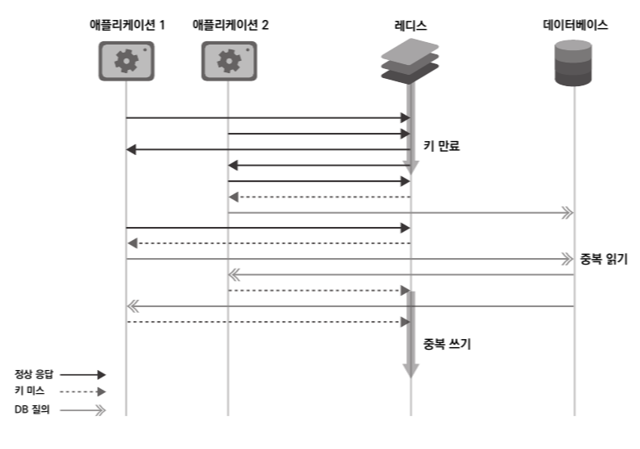 애플리케이션 1
애플리케이션 2
레디스
데이터베이스
키 만료
중복 읽기
중복 쓰기
정상 응답
키 미스
DB 질의